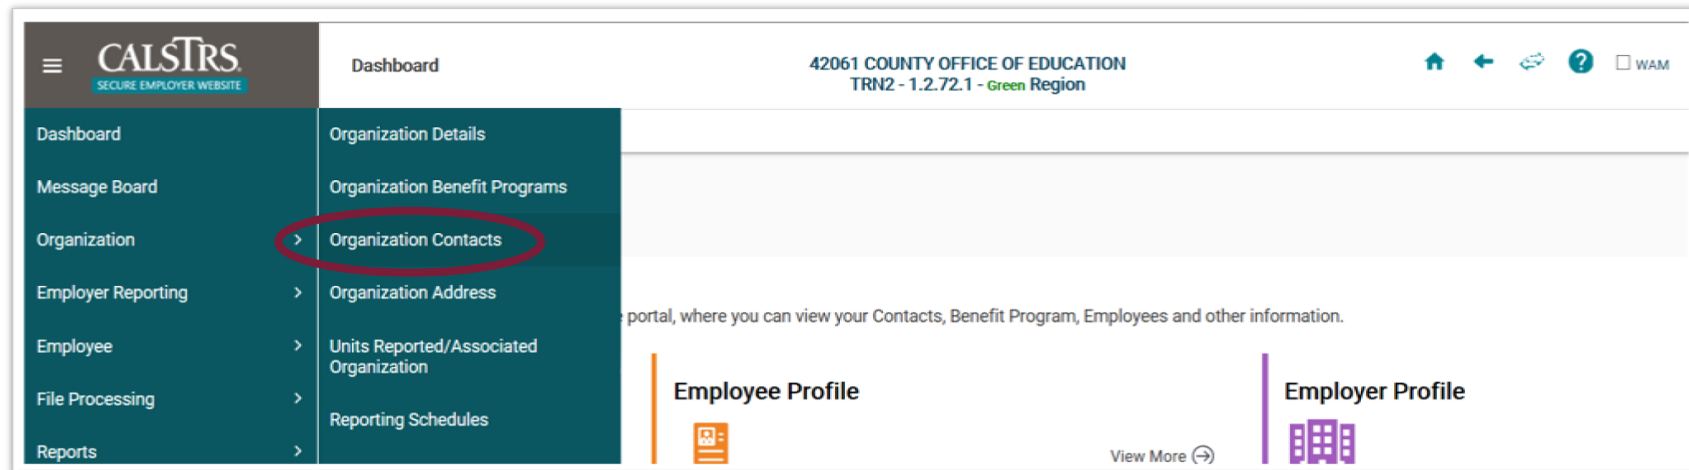 CALSTRS
SECURE EMPLOYER WEBSITE
Dashboard
42061 COUNTY OFFICE OF EDUCATION
TRN2 - 1.2.72.1 - Green Region
?
WAM
Dashboard
Message Board
Organization
Employer Reporting
Employee
File Processing
Reports
Organization Details
Organization Benefit Programs
Organization Contacts
Organization Address
Units Reported/Associated
Organization
Reporting Schedules
portal, where you can view your Contacts, Benefit Program, Employees and other information.
Employee Profile
View More
Employer Profile